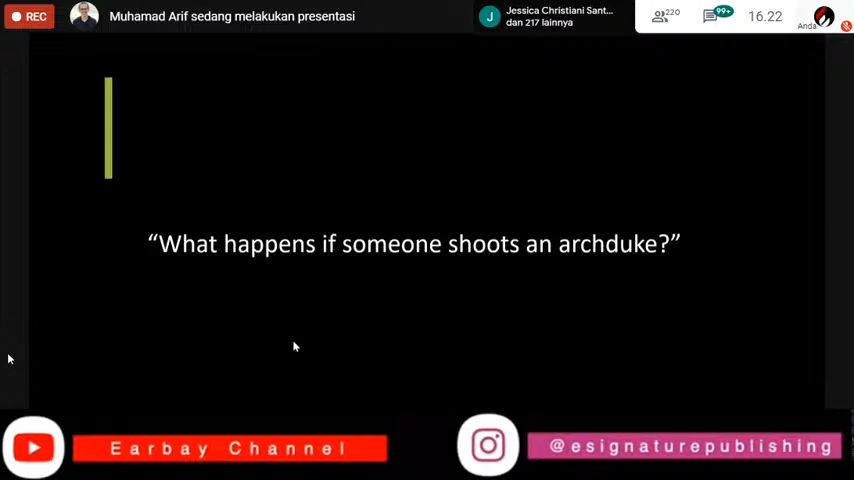 REC
Muhamad Arif sedang melakukan presentasi
J
Jessica Christiani Sant...
dan 217 lainnya
220
99+
16.22
Anda
“What happens if someone shoots an archduke?”
Earbay Channel
@esignaturepublishing